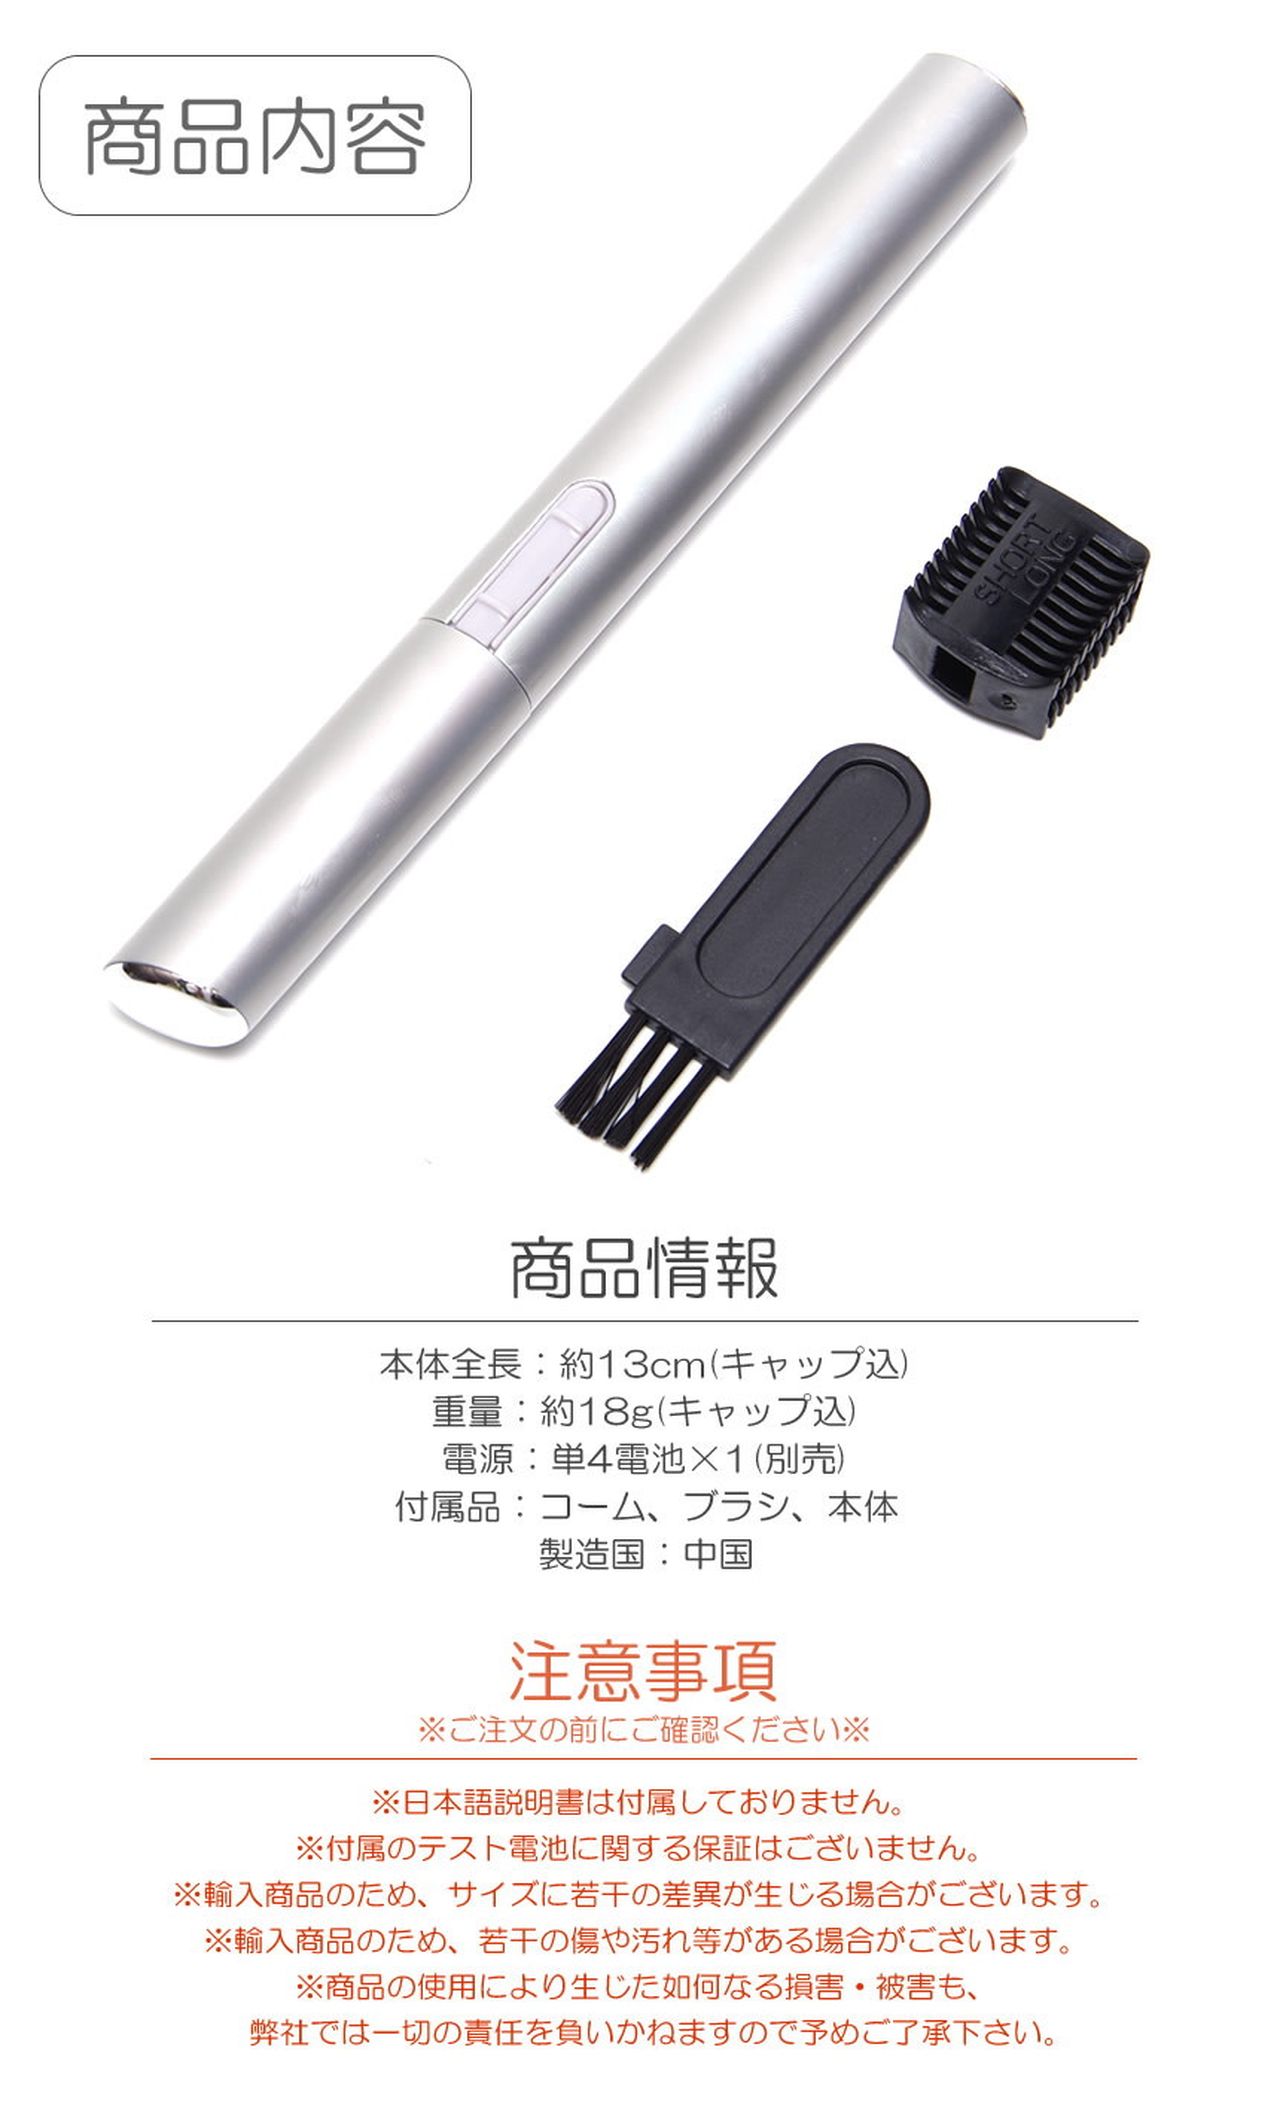 商品内容
SHORT
LONG
商品情報
本体全長：約13cm(キャップ込)
重量：約18g(キャップ込)
電源：単4電池×1(別売)
付属品：コーム、ブラシ、本体
製造国：中国
注意事項
※ご注文の前にご確認ください※
※日本語説明書は付属しておりません。
※付属のテスト電池に関する保証はございません。
※輸入商品のため、サイズに若干の差異が生じる場合がございます。
※輸入商品のため、若干の傷や汚れ等がある場合がございます。
※商品の使用により生じた如何なる損害・被害も、
弊社では一切の責任を負いかねますので予めご了承下さい。